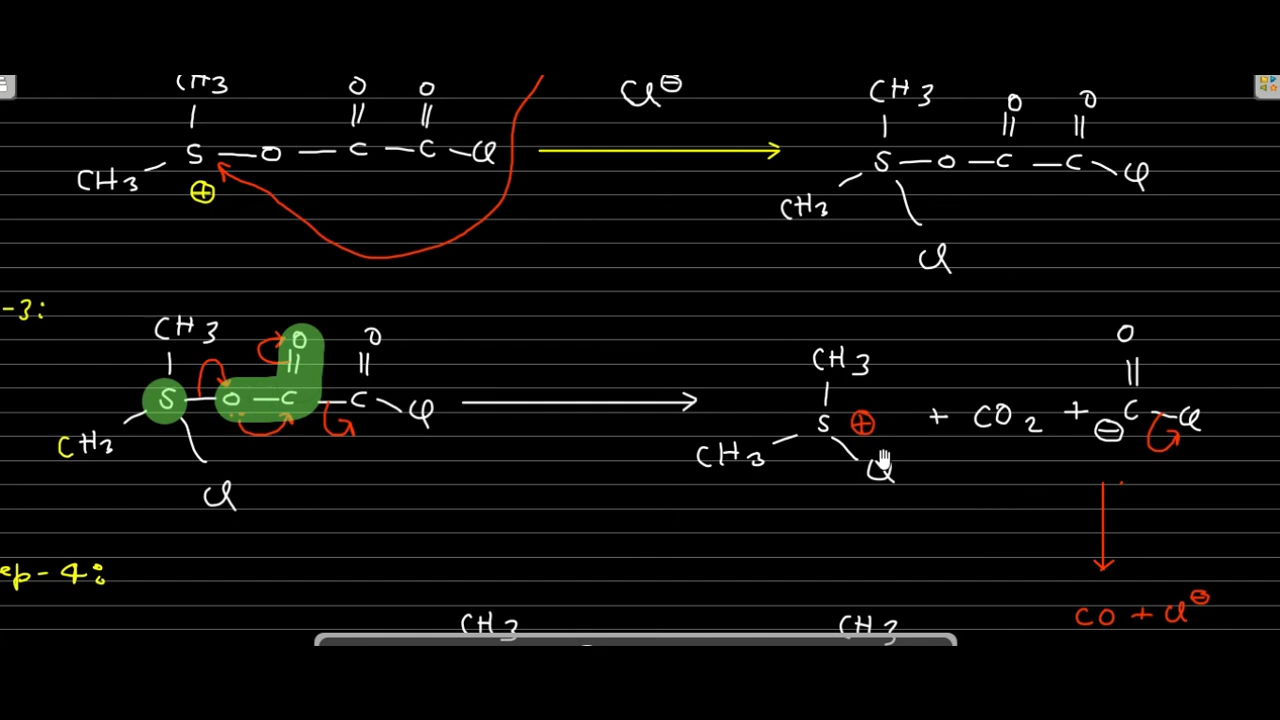 CH3 O O Cl⊖ CH3 O O
S – O – C – C – Cl S – O – C – C – Cl
CH3 ⊕ CH3
Cl
-3:
CH3 O O CH3 O
S – O – C – C – Cl S ⊕ + CO2 + ⊖ C – Cl
CH3 CH3 Cl
Cl
ep-4:
CO + Cl⊖
CH3 CH3